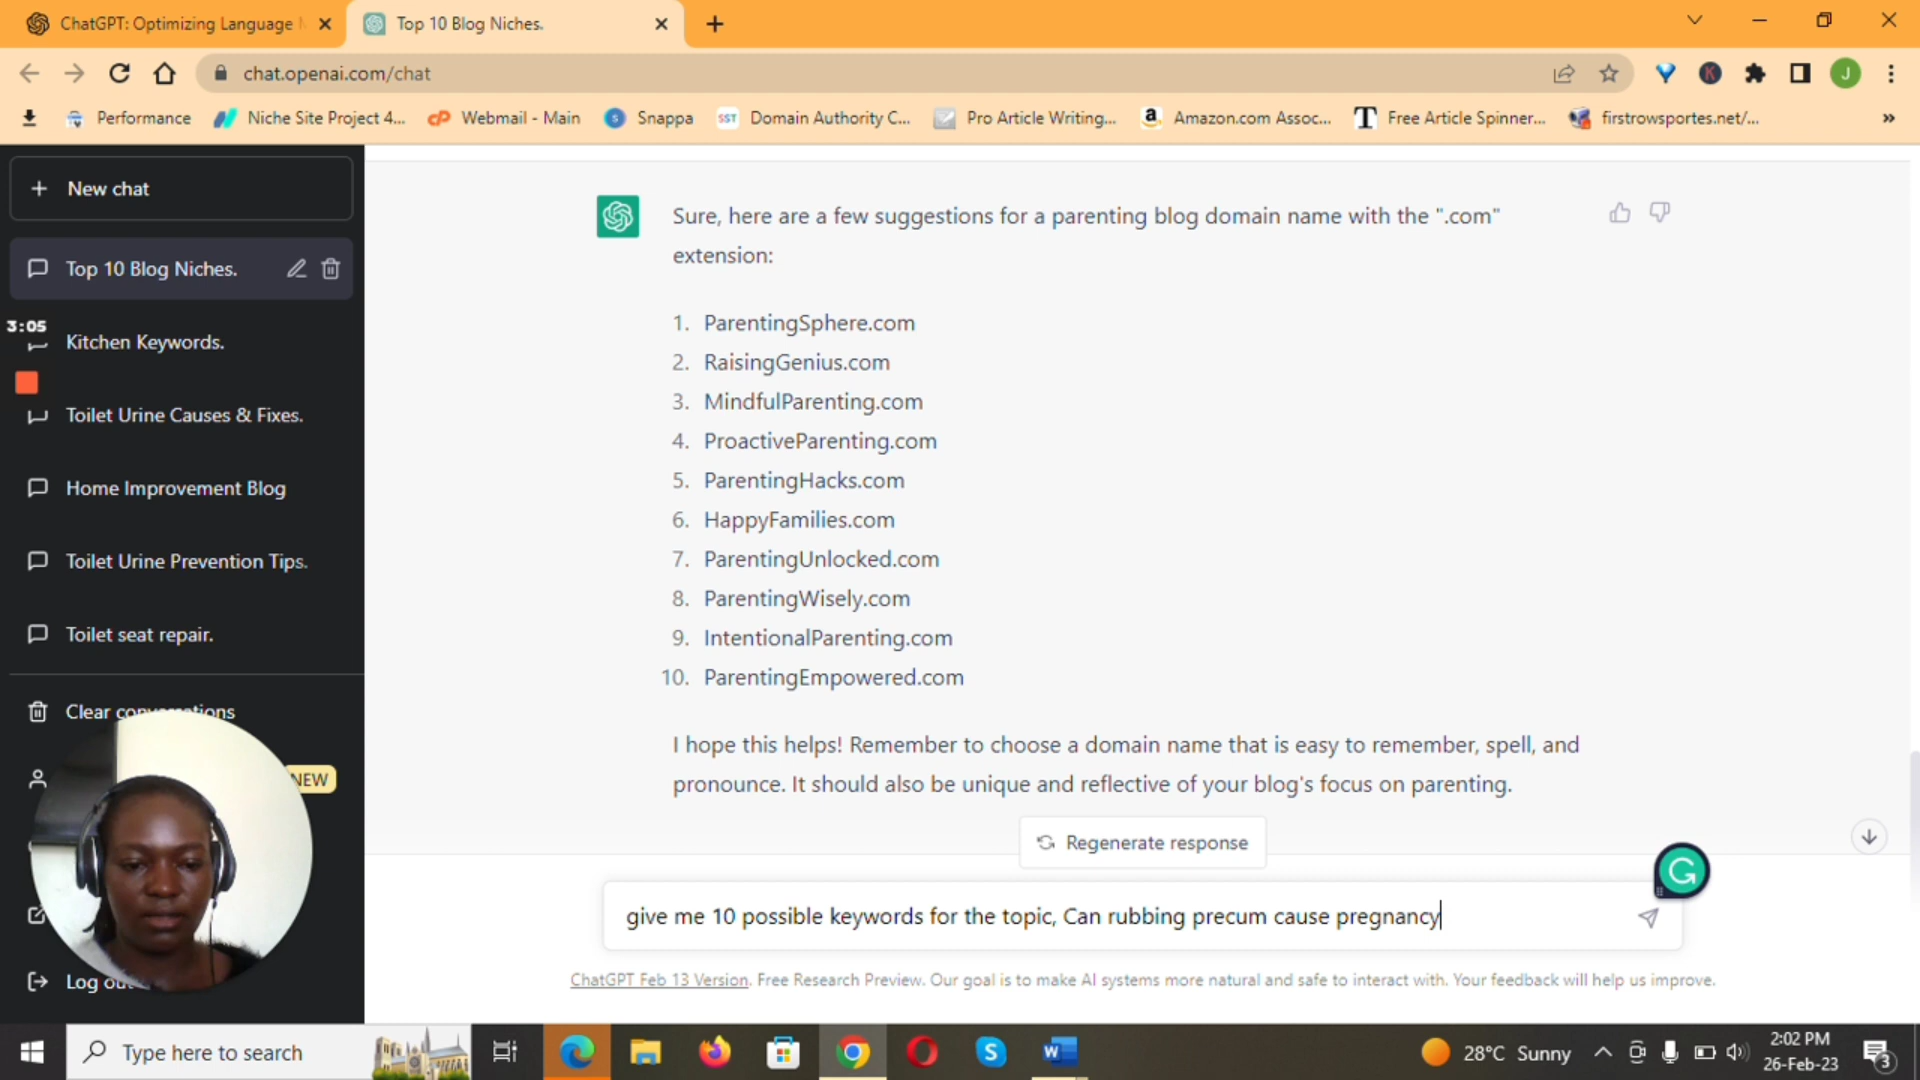 ChatGPT: Optimizing Language
Top 10 Blog Niches.
chat.openai.com/chat
J
Performance
Niche Site Project 4...
Webmail - Main
Snappa
SST
Domain Authority C...
Pro Article Writing...
Amazon.com Assoc...
Free Article Spinner...
firstrowsportes.net/...
New chat
Top 10 Blog Niches.
3:05
Kitchen Keywords.
Toilet Urine Causes & Fixes.
Home Improvement Blog
Toilet Urine Prevention Tips.
Toilet seat repair.
Clear conversations
NEW
Log out
Sure, here are a few suggestions for a parenting blog domain name with the ".com"
extension:
1. ParentingSphere.com
2. RaisingGenius.com
3. MindfulParenting.com
4. ProactiveParenting.com
5. ParentingHacks.com
6. HappyFamilies.com
7. ParentingUnlocked.com
8. ParentingWisely.com
9. IntentionalParenting.com
10. ParentingEmpowered.com
I hope this helps! Remember to choose a domain name that is easy to remember, spell, and
pronounce. It should also be unique and reflective of your blog's focus on parenting.
Regenerate response
give me 10 possible keywords for the topic, Can rubbing precum cause pregnancy
ChatGPT Feb 13 Version. Free Research Preview. Our goal is to make AI systems more natural and safe to interact with. Your feedback will help us improve.
Type here to search
28°C Sunny
2:02 PM
26-Feb-23
3